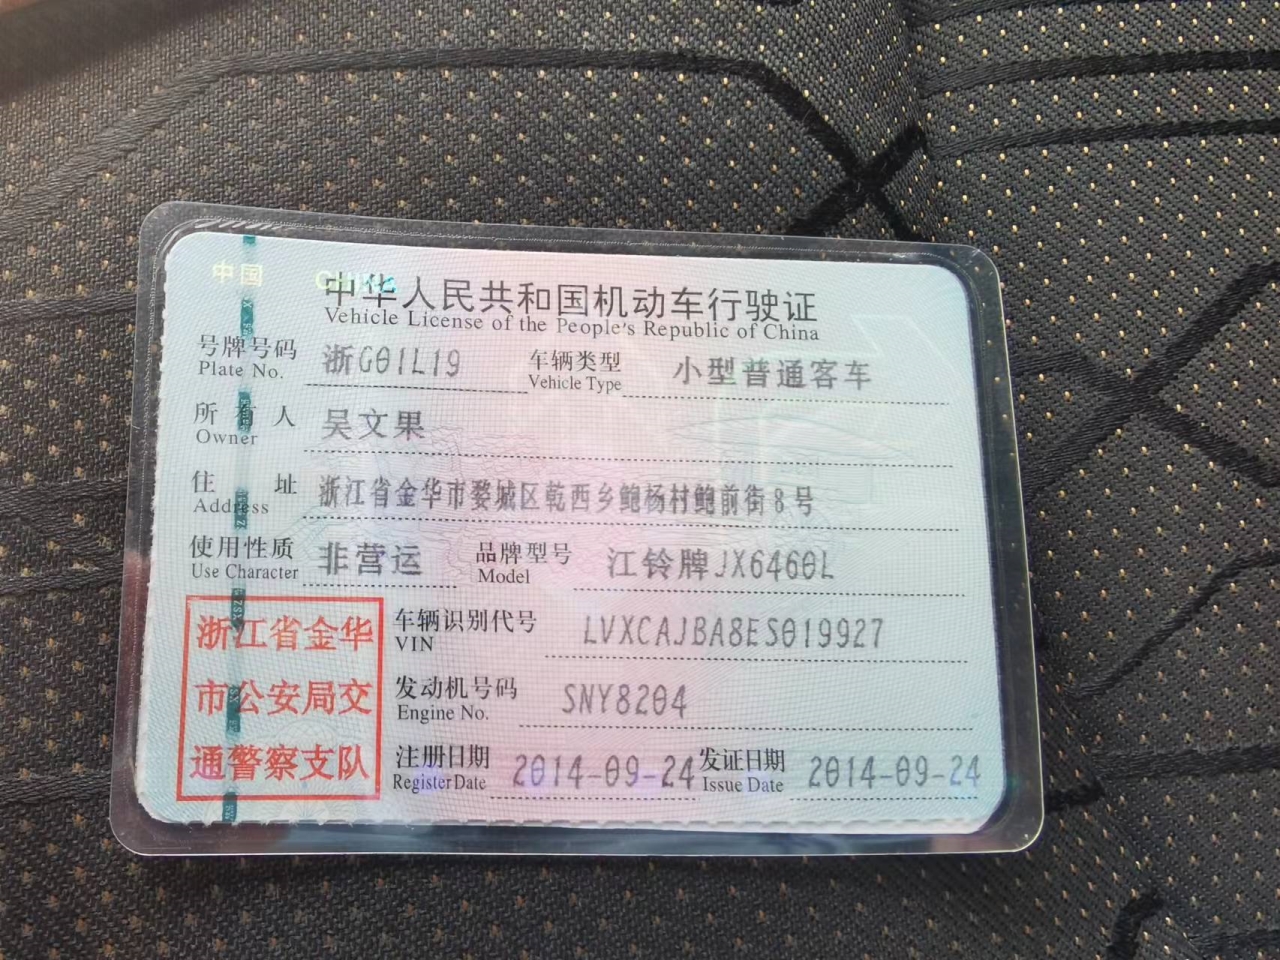 中国 CHINA
中华人民共和国机动车行驶证
Vehicle License of the People's Republic of China
号牌号码 浙G01L19 车辆类型 小型普通客车
Plate No. Vehicle Type
所有人 吴文果
Owner
住址 浙江省金华市婺城区乾西乡鲍杨村鲍前街8号
Address
使用性质 非营运 品牌型号 江铃牌JX6460L
Use Character Model
浙江省金华
市公安局交
通警察支队
车辆识别代号 LVXCAJBA8ES019927
VIN
发动机号码 SNY8204
Engine No.
注册日期 2014-09-24 发证日期 2014-09-24
Register Date Issue Date